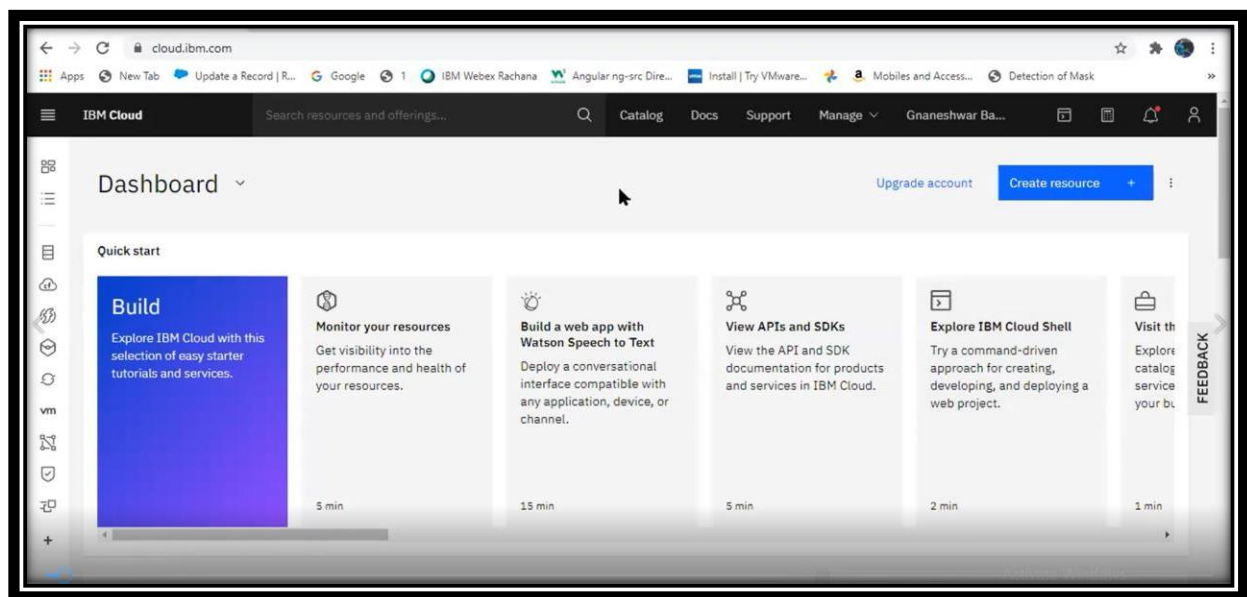 cloud.ibm.com
Apps New Tab Update a Record | R... Google 1 IBM Webex Rachana Angular ng-src Dire... Install | Try VMware... Mobiles and Access... Detection of Mask »
IBM Cloud Search resources and offerings... Catalog Docs Support Manage Gnaneshwar Ba...
Dashboard Upgrade account Create resource +
Quick start
Build
Explore IBM Cloud with this
selection of easy starter
tutorials and services.
Monitor your resources
Get visibility into the
performance and health of
your resources.
5 min
Build a web app with
Watson Speech to Text
Deploy a conversational
interface compatible with
any application, device, or
channel.
15 min
View APIs and SDKs
View the API and SDK
documentation for products
and services in IBM Cloud.
5 min
Explore IBM Cloud Shell
Try a command-driven
approach for creating,
developing, and deploying a
web project.
2 min
Visit th
Explore
catalog
service
your bu
1 min
FEEDBACK
vm
Activate Windows